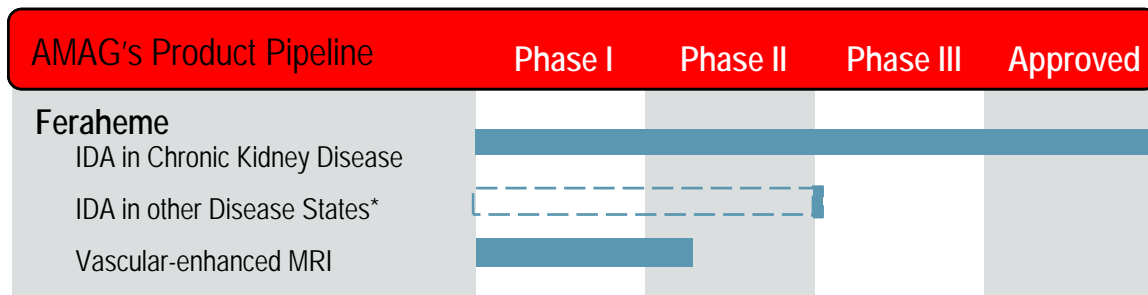 AMAG's Product Pipeline Phase I Phase II Phase III Approved
Feraheme
IDA in Chronic Kidney Disease
IDA in other Disease States*
Vascular-enhanced MRI